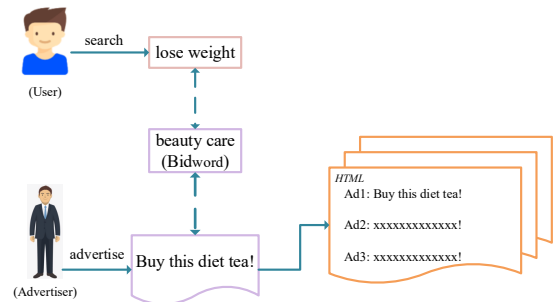 search
lose weight
(User)
beauty care
(Bidword)
HTML
Ad1: Buy this diet tea!
Ad2: xxxxxxxxxxxxx!
Ad3: xxxxxxxxxxxxx!
advertise
Buy this diet tea!
(Advertiser)